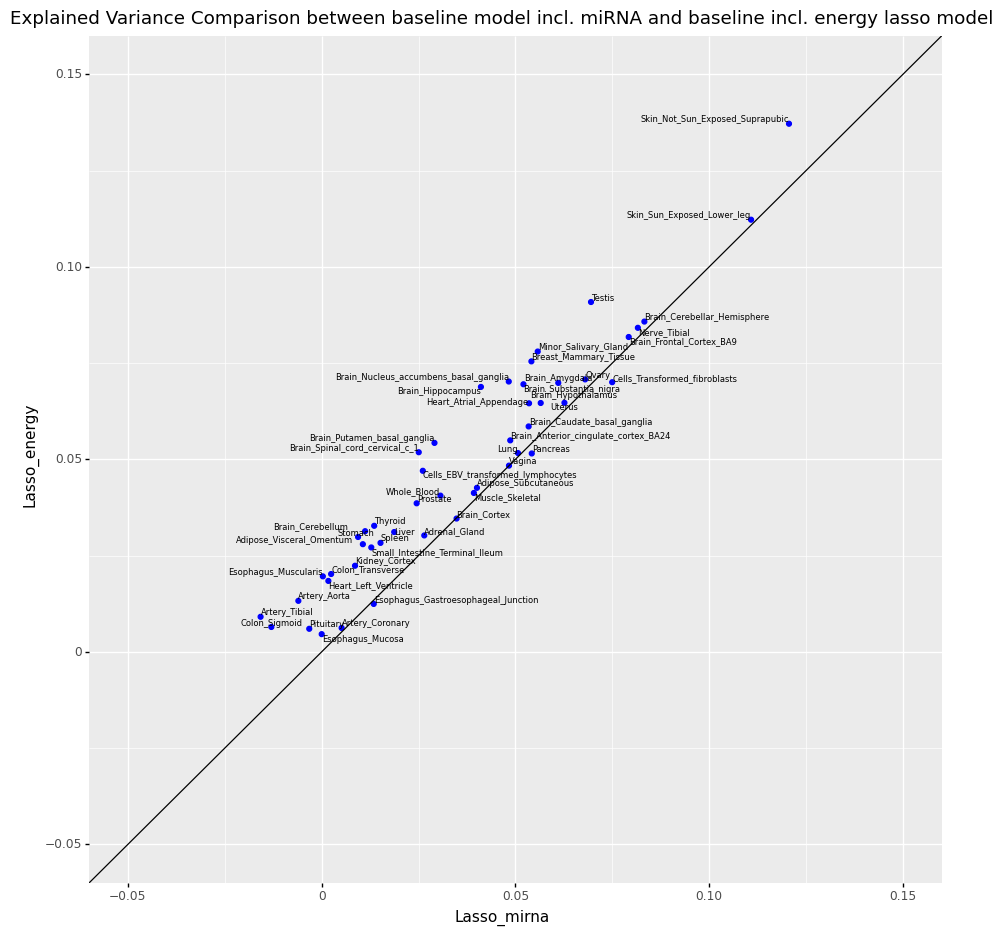 Explained Variance Comparison between baseline model incl. miRNA and baseline incl. energy lasso model
0.15
Skin_Not_Sun_Exposed_Suprapubic
Skin_Sun_Exposed_Lower_leg
0.10
Testis
Brain_Cerebellar_Hemisphere
Nerve_Tibial
Brain_Frontal_Cortex_BA9
Minor_Salivary_Gland
Breast_Mammary_Tissue
Brain_Nucleus_accumbens_basal_ganglia
Brain_Amygdala
Ovary
Cells_Transformed_fibroblasts
Brain_Hippocampus
Brain_Substantia_nigra
Brain_Hypothalamus
Heart_Atrial_Appendage
Uterus
Brain_Caudate_basal_ganglia
Brain_Putamen_basal_ganglia
Brain_Anterior_cingulate_cortex_BA24
Brain_Spinal_cord_cervical_c_1
Lung
Pancreas
0.05
Vagina
Cells_EBV_transformed_lymphocytes
Adipose_Subcutaneous
Whole_Blood
Muscle_Skeletal
Prostate
Brain_Cortex
Thyroid
Brain_Cerebellum
Stomach
Liver
Adrenal_Gland
Spleen
Adipose_Visceral_Omentum
Small_Intestine_Terminal_Ileum
Kidney_Cortex
Esophagus_Muscularis
Colon_Transverse
Heart_Left_Ventricle
Artery_Aorta
Esophagus_Gastroesophageal_Junction
Artery_Tibial
Colon_Sigmoid
Pituitary
Artery_Coronary
Esophagus_Mucosa
0
−0.05
Lasso_energy
−0.05
0
0.05
0.10
0.15
Lasso_mirna